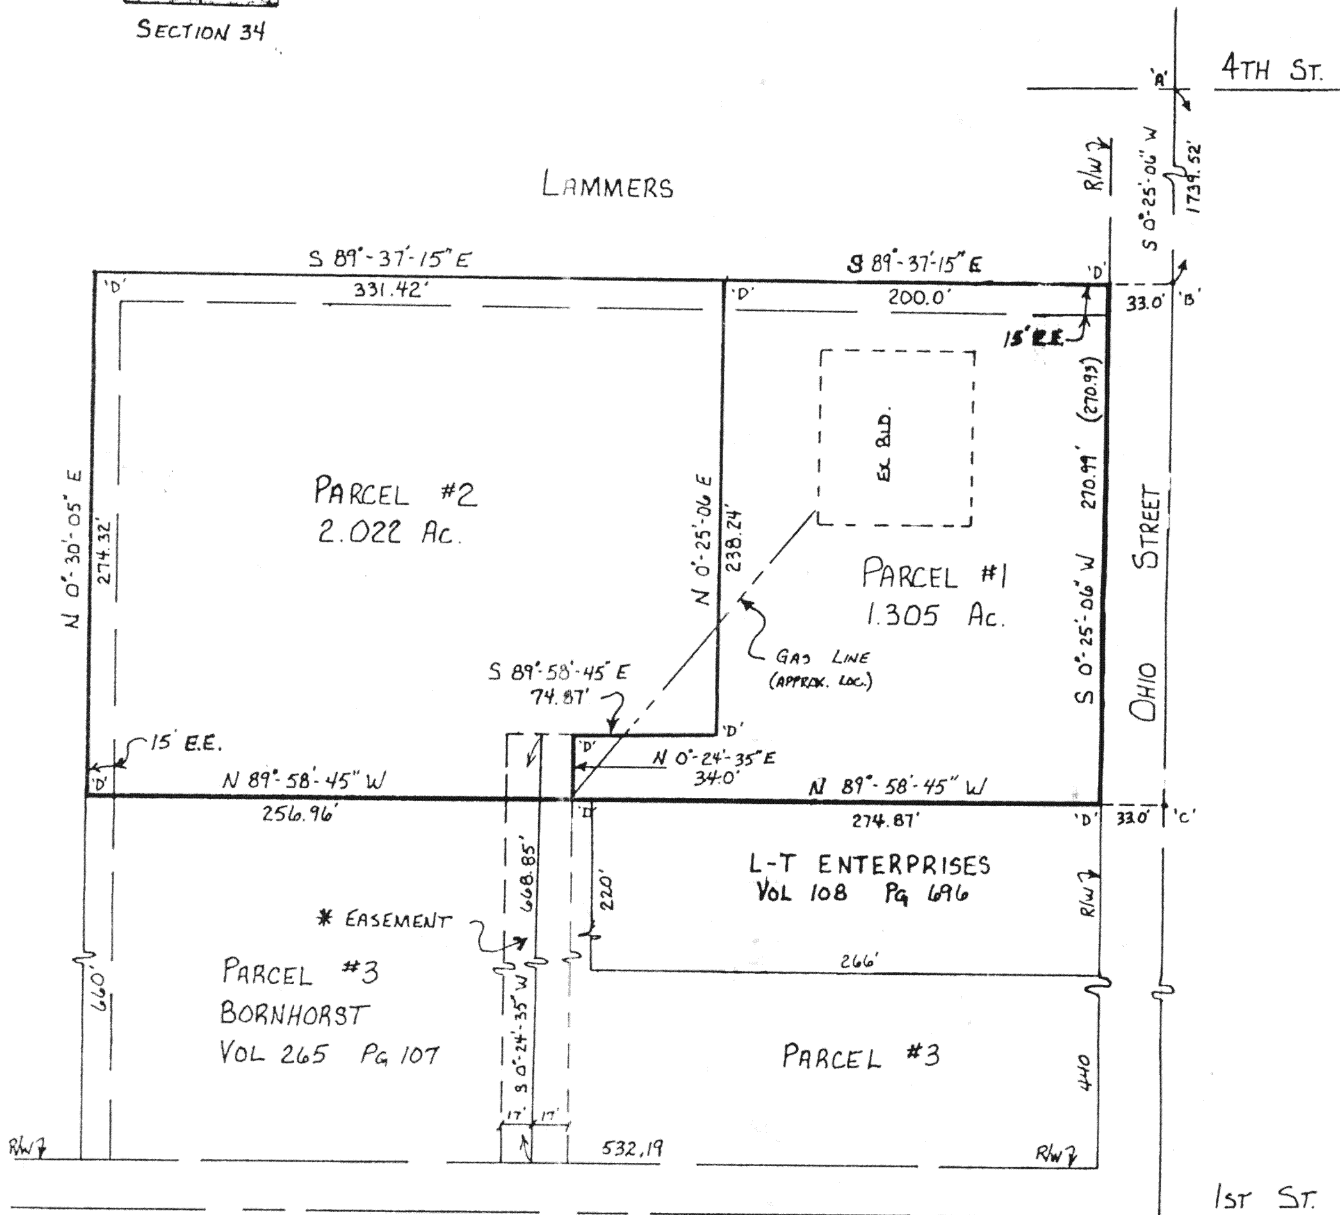 SECTION 34
'A'
4TH ST.
R/W
S 0°-25'-06" W
1739.52'
LAMMERS
S 89°-37'-15" E
331.42'
'D'
S 89°-37'-15" E
200.0'
'D'
'D'
33.0'
'B'
15'
(270.93)
270.99'
S 0°-25'-06" W
EX BLD.
N 0°-30'-05" E
274.32'
PARCEL #2
2.022 AC.
N 0°-25'-06 E
238.24'
PARCEL #1
1.305 AC.
OHIO STREET
GAS LINE
(APPROX. LOC.)
S 89°-58'-45" E
74.87'
'D'
'D'
15' E.E.
'D'
N 89°-58'-45" W
256.96'
N 0°-24'-35" E
34.0'
N 89°-58'-45" W
274.87'
'D'
'D'
33.0'
'C'
L-T ENTERPRISES
VOL 108 PG 696
R/W
220'
266'
668.85'
S 0°-24'-35" W
* EASEMENT
PARCEL #3
BORNHORST
VOL 265 PG 107
660'
PARCEL #3
440
17'
17'
532.19
R/W
R/W
1ST ST.